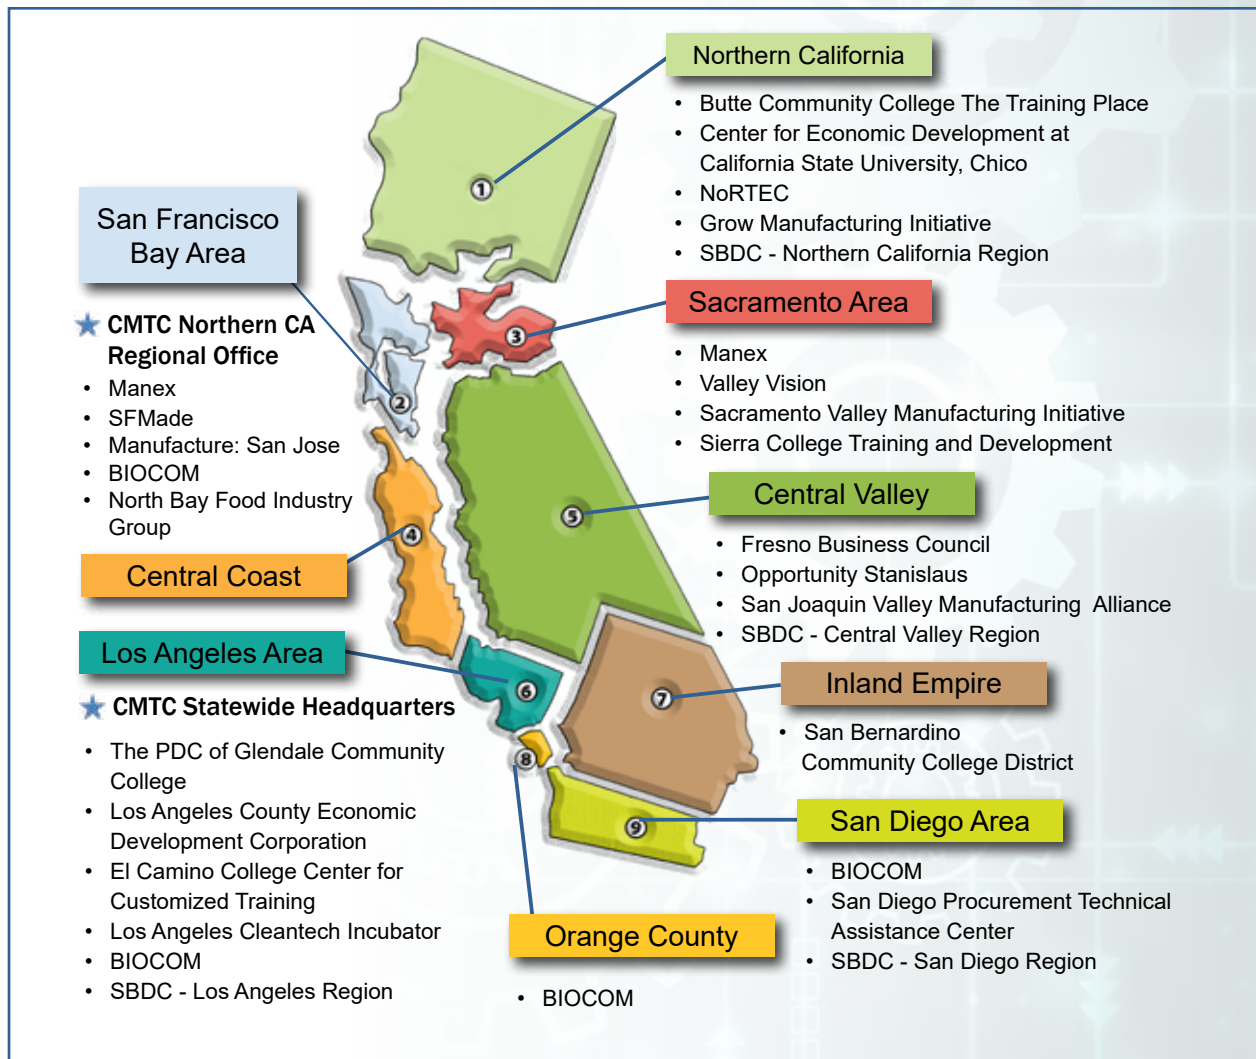 Northern California
• Butte Community College The Training Place
• Center for Economic Development at
California State University, Chico
• NoRTEC
• Grow Manufacturing Initiative
• SBDC - Northern California Region
San Francisco
Bay Area
CMTC Northern CA
Regional Office
• Manex
• SFMade
• Manufacture: San Jose
• BIOCOM
• North Bay Food Industry
Group
Sacramento Area
• Manex
• Valley Vision
• Sacramento Valley Manufacturing Initiative
• Sierra College Training and Development
Central Valley
• Fresno Business Council
• Opportunity Stanislaus
• San Joaquin Valley Manufacturing Alliance
• SBDC - Central Valley Region
Central Coast
Los Angeles Area
CMTC Statewide Headquarters
• The PDC of Glendale Community
College
• Los Angeles County Economic
Development Corporation
• El Camino College Center for
Customized Training
• Los Angeles Cleantech Incubator
• BIOCOM
• SBDC - Los Angeles Region
Inland Empire
• San Bernardino
Community College District
San Diego Area
• BIOCOM
• San Diego Procurement Technical
Assistance Center
• SBDC - San Diego Region
Orange County
• BIOCOM
1
2
3
4
5
6
7
8
9